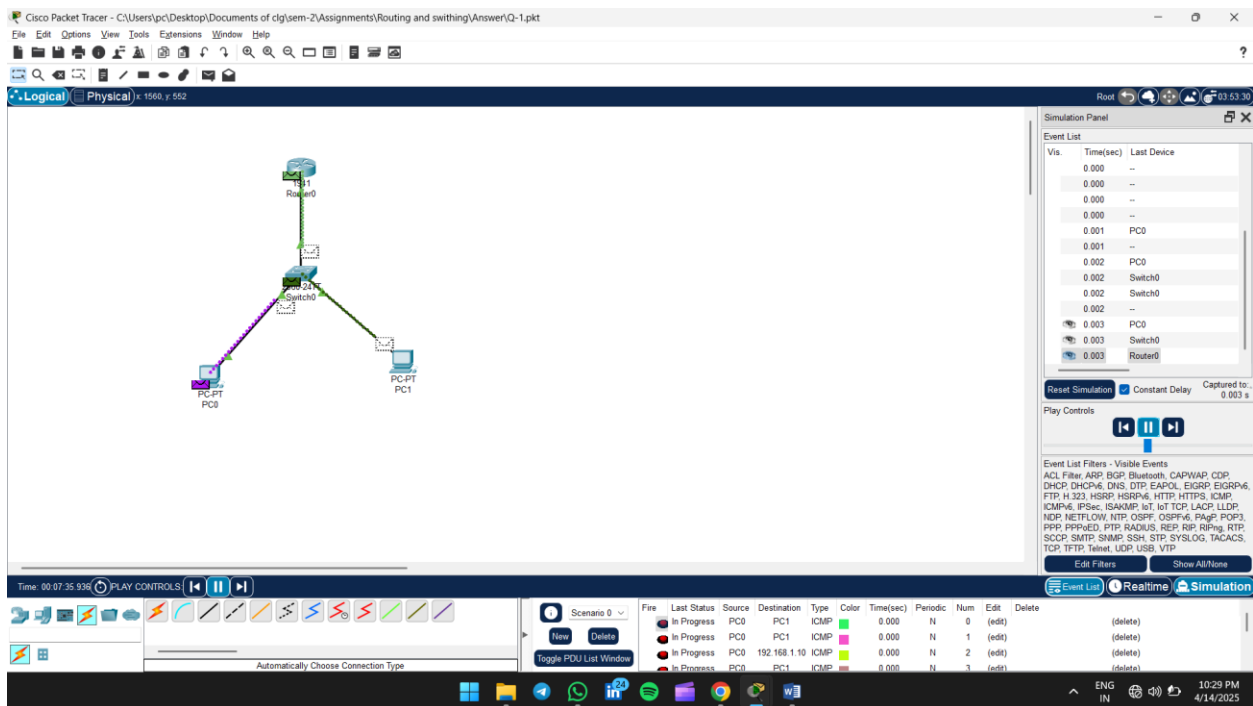 Cisco Packet Tracer - C:\Users\pc\Desktop\Documents of clg\sem-2\Assignments\Routing and swithing\Answer\Q-1.pkt
File Edit Options View Tools Extensions Window Help
?
Logical Physical x: 1560, y: 552
Root 03:53:30
1941
Router0
Switch0
PC-PT
PC0
PC-PT
PC1
Simulation Panel
Event List
Vis. Time(sec) Last Device
0.000 --
0.000 --
0.000 --
0.000 --
0.001 PC0
0.001 --
0.002 PC0
0.002 Switch0
0.002 Switch0
0.002 --
0.003 PC0
0.003 Switch0
0.003 Router0
Reset Simulation Constant Delay Captured to:
0.003 s
Play Controls
Event List Filters - Visible Events
ACL Filter, ARP, BGP, Bluetooth, CAPWAP, CDP,
DHCP, DHCPv6, DNS, DTP, EAPOL, EIGRP, EIGRPv6,
FTP, H.323, HSRP, HSRPv6, HTTP, HTTPS, ICMP,
ICMPv6, IPSec, ISAKMP, IoT, IoT TCP, LACP, LLDP,
NDP, NETFLOW, NTP, OSPF, OSPFv6, PAgP, POP3,
PPP, PPPoED, PTP, RADIUS, REP, RIP, RIPng, RTP,
SCCP, SMTP, SNMP, SSH, STP, SYSLOG, TACACS,
TCP, TFTP, Telnet, UDP, USB, VTP
Edit Filters Show All/None
Time: 00:07:35.936 PLAY CONTROLS:
Event List Realtime Simulation
Automatically Choose Connection Type
Scenario 0
New Delete
Toggle PDU List Window
Fire Last Status Source Destination Type Color Time(sec) Periodic Num Edit Delete
In Progress PC0 PC1 ICMP 0.000 N 0 (edit) (delete)
In Progress PC0 PC1 ICMP 0.000 N 1 (edit) (delete)
In Progress PC0 192.168.1.10 ICMP 0.000 N 2 (edit) (delete)
In Progress PC0 PC1 ICMP 0.000 N 3 (edit) (delete)
24
ENG
IN
10:29 PM
4/14/2025